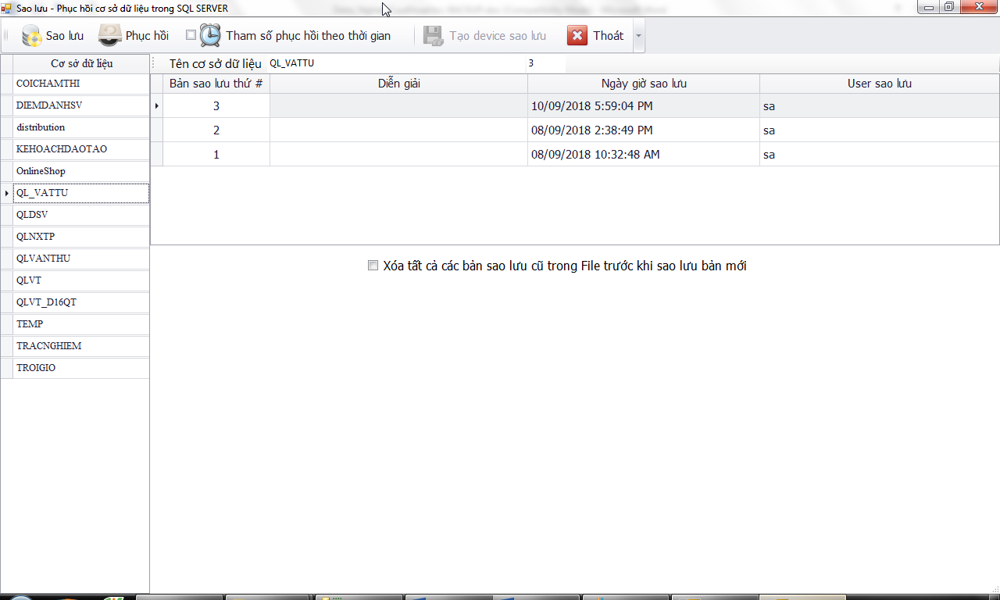 Sao lưu - Phục hồi cơ sở dữ liệu trong SQL SERVER
Sao lưu Phục hồi Tham số phục hồi theo thời gian Tạo device sao lưu Thoát
Cơ sở dữ liệu
COICHAMTHI
DIEMDANHSV
distribution
KEHOACHDAOTAO
OnlineShop
QL_VATTU
QLDSV
QLNXTP
QLVANTHU
QLVT
QLVT_D16QT
TEMP
TRACNGHIEM
TROIGIO
Tên cơ sở dữ liệu QL_VATTU 3
Bản sao lưu thứ # Diễn giải Ngày giờ sao lưu User sao lưu
3 10/09/2018 5:59:04 PM sa
2 08/09/2018 2:38:49 PM sa
1 08/09/2018 10:32:48 AM sa
Xóa tất cả các bản sao lưu cũ trong File trước khi sao lưu bản mới